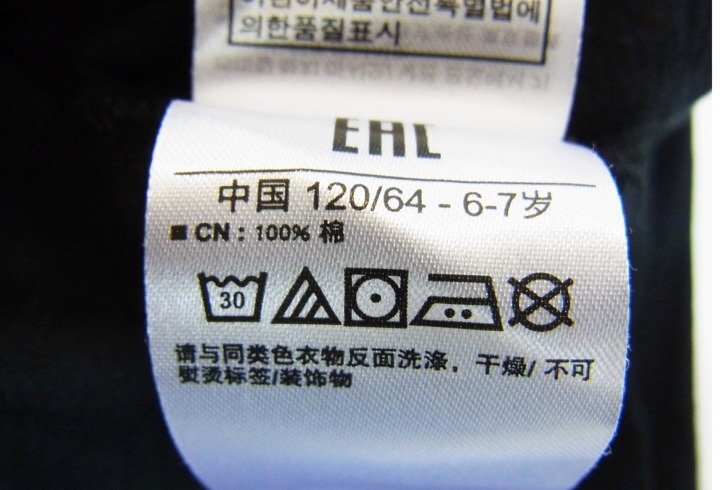 의한품질표시
EAC
中国 120/64 - 6-7岁
■ CN : 100% 棉
30
请与同类色衣物反面洗涤，干燥/ 不可
熨烫标签/装饰物